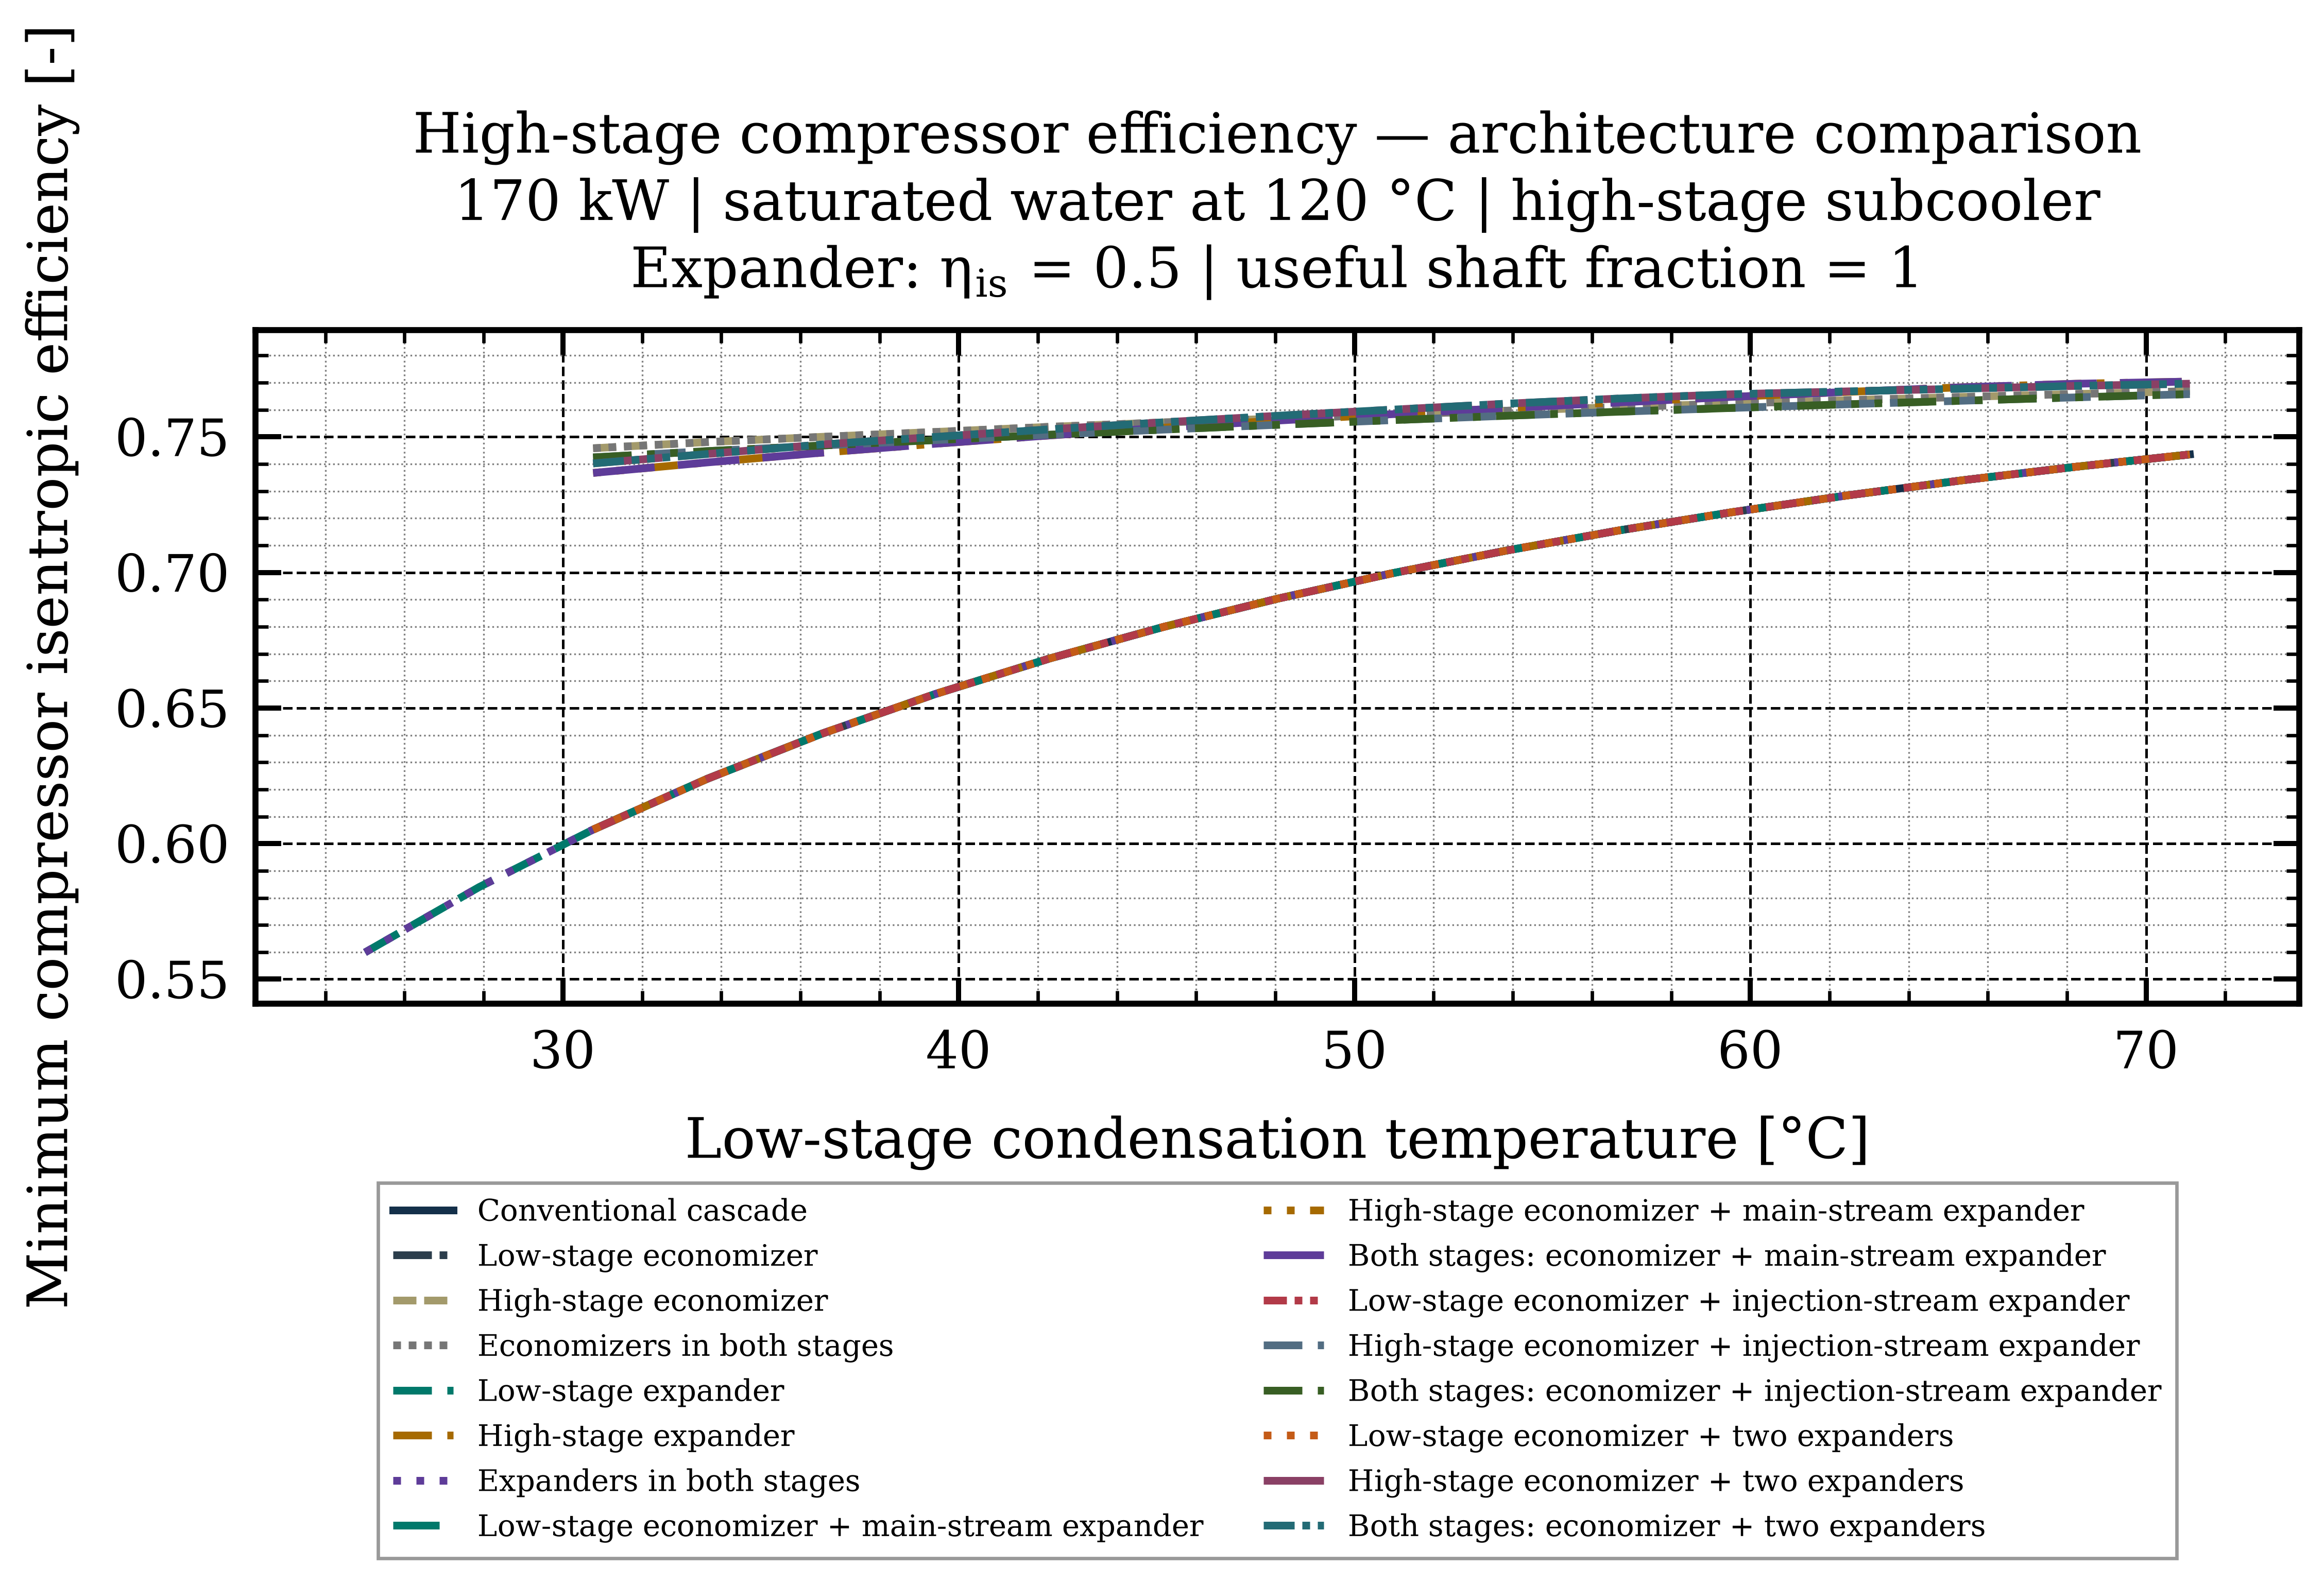 High-stage compressor efficiency — architecture comparison
170 kW | saturated water at 120 °C | high-stage subcooler
Expander: ηis = 0.5 | useful shaft fraction = 1
Minimum compressor isentropic efficiency [-]
0.75
0.70
0.65
0.60
0.55
30 40 50 60 70
Low-stage condensation temperature [°C]
Conventional cascade
Low-stage economizer
High-stage economizer
Economizers in both stages
Low-stage expander
High-stage expander
Expanders in both stages
Low-stage economizer + main-stream expander
High-stage economizer + main-stream expander
Both stages: economizer + main-stream expander
Low-stage economizer + injection-stream expander
High-stage economizer + injection-stream expander
Both stages: economizer + injection-stream expander
Low-stage economizer + two expanders
High-stage economizer + two expanders
Both stages: economizer + two expanders